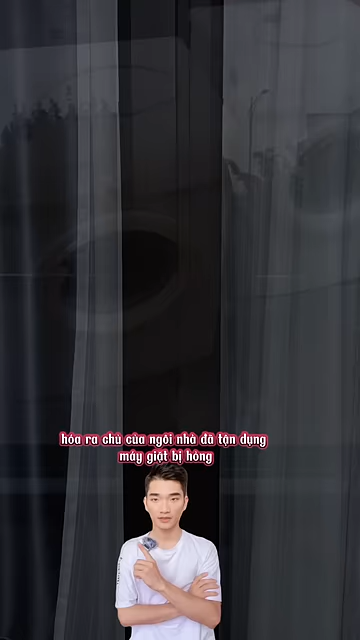 hóa ra chủ của ngôi nhà đã tận dụng
máy giặt bị hỏng